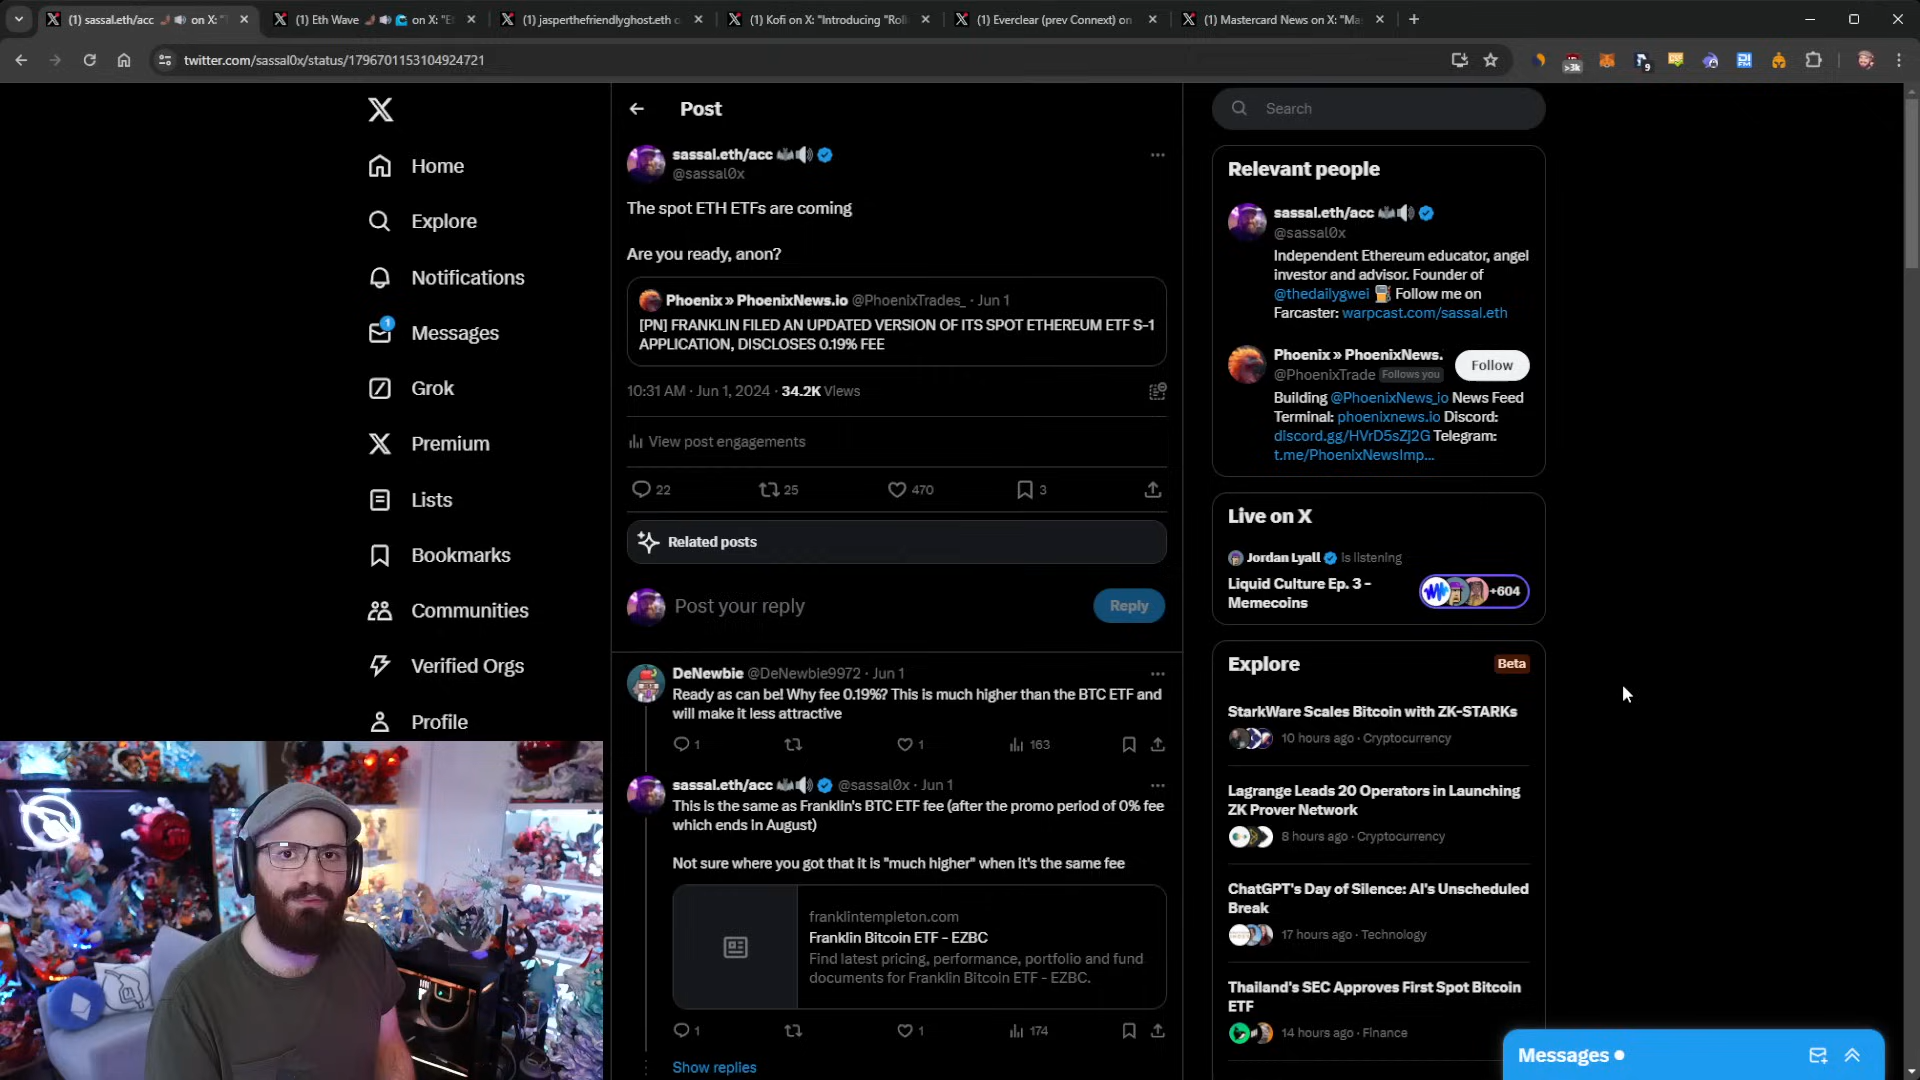 (1) sassal.eth/acc on X: "T
(1) Eth Wave on X: "Et
(1) jasperthefriendlyghost.eth o
(1) Kofi on X: "Introducing "Roll
(1) Everclear (prev Connext) on
(1) Mastercard News on X: "Ma
twitter.com/sassal0x/status/1796701153104924721
>3k
9
Home
Explore
Notifications
1
Messages
Grok
Premium
Lists
Bookmarks
Communities
Verified Orgs
Profile
Post
sassal.eth/acc
@sassal0x
The spot ETH ETFs are coming
Are you ready, anon?
Phoenix » PhoenixNews.io @PhoenixTrades_ · Jun 1
[PN] FRANKLIN FILED AN UPDATED VERSION OF ITS SPOT ETHEREUM ETF S-1
APPLICATION, DISCLOSES 0.19% FEE
10:31 AM · Jun 1, 2024 · 34.2K Views
View post engagements
22 25 470 3
Related posts
Post your reply
Reply
DeNewbie @DeNewbie9972 · Jun 1
Ready as can be! Why fee 0.19%? This is much higher than the BTC ETF and
will make it less attractive
1 1 163
sassal.eth/acc @sassal0x · Jun 1
This is the same as Franklin's BTC ETF fee (after the promo period of 0% fee
which ends in August)
Not sure where you got that it is "much higher" when it's the same fee
franklintempleton.com
Franklin Bitcoin ETF - EZBC
Find latest pricing, performance, portfolio and fund
documents for Franklin Bitcoin ETF - EZBC.
1 1 174
Show replies
Search
Relevant people
sassal.eth/acc
@sassal0x
Independent Ethereum educator, angel
investor and advisor. Founder of
@thedailygwei Follow me on
Farcaster: warpcast.com/sassal.eth
Phoenix » PhoenixNews.
@PhoenixTrade Follows you
Follow
Building @PhoenixNews_io News Feed
Terminal: phoenixnews.io Discord:
discord.gg/HVrD5sZj2G Telegram:
t.me/PhoenixNewsImp...
Live on X
Jordan Lyall is listening
Liquid Culture Ep. 3 -
Memecoins
+604
Explore
Beta
StarkWare Scales Bitcoin with ZK-STARKs
10 hours ago · Cryptocurrency
Lagrange Leads 20 Operators in Launching
ZK Prover Network
8 hours ago · Cryptocurrency
ChatGPT's Day of Silence: AI's Unscheduled
Break
17 hours ago · Technology
Thailand's SEC Approves First Spot Bitcoin
ETF
14 hours ago · Finance
Messages